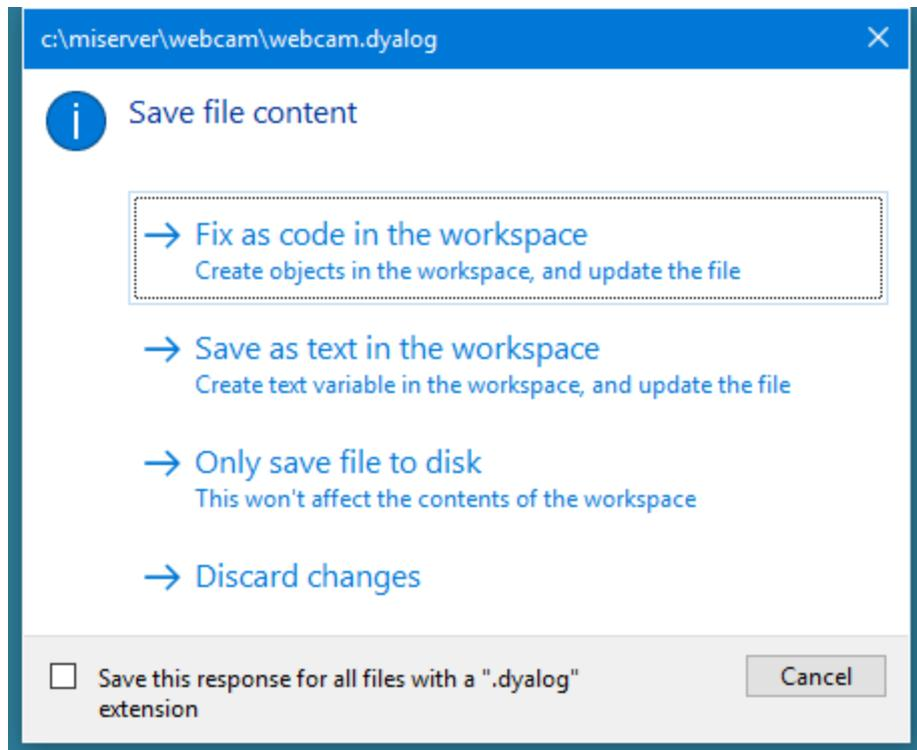 c:\miserver\webcam\webcam.dyalog
Save file content
Fix as code in the workspace
Create objects in the workspace, and update the file
Save as text in the workspace
Create text variable in the workspace, and update the file
Only save file to disk
This won't affect the contents of the workspace
Discard changes
Save this response for all files with a ".dyalog"
extension
Cancel